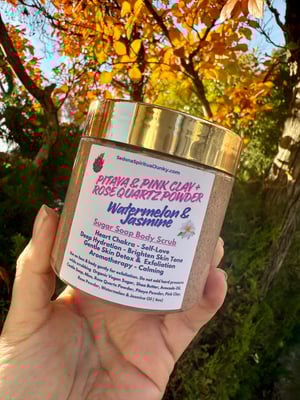 SedonaSpiritualJunky.com
PITAYA & PINK CLAY +
ROSE QUARTZ POWDER
Watermelon &
Jasmine
Sugar Soap Body Scrub
Heart Chakra - Self-Love
Deep Hydration - Brighten Skin Tone
Gentle Skin Detox & Exfoliation
Aromatherapy - Calming